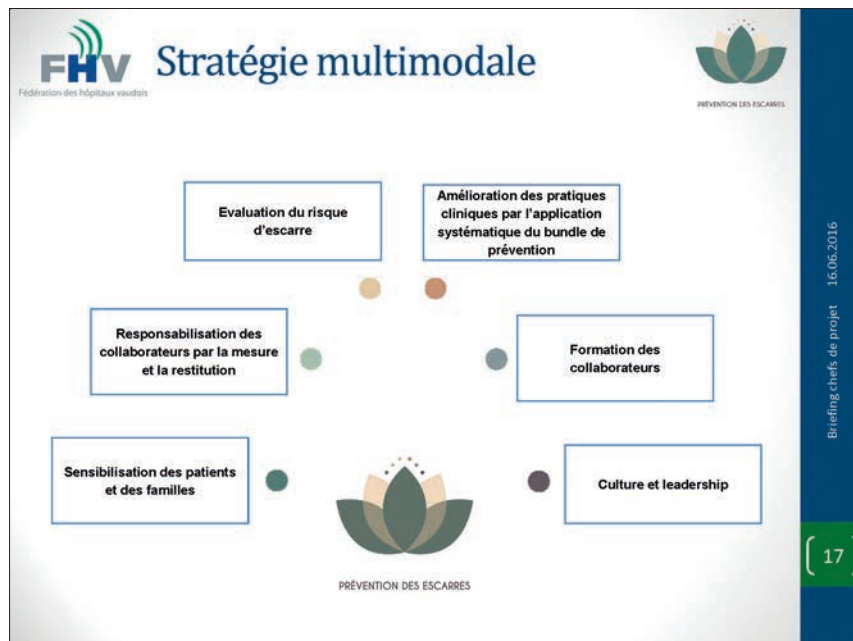 FHV
Fédération des hôpitaux vaudois
Stratégie multimodale
PRÉVENTION DES ESCARRES
Evaluation du risque
d'escarre
Amélioration des pratiques
cliniques par l'application
systématique du bundle de
prévention
Responsabilisation des
collaborateurs par la mesure
et la restitution
Formation des
collaborateurs
Sensibilisation des patients
et des familles
Culture et leadership
PRÉVENTION DES ESCARRES
Briefing chefs de projet 16.06.2016
17